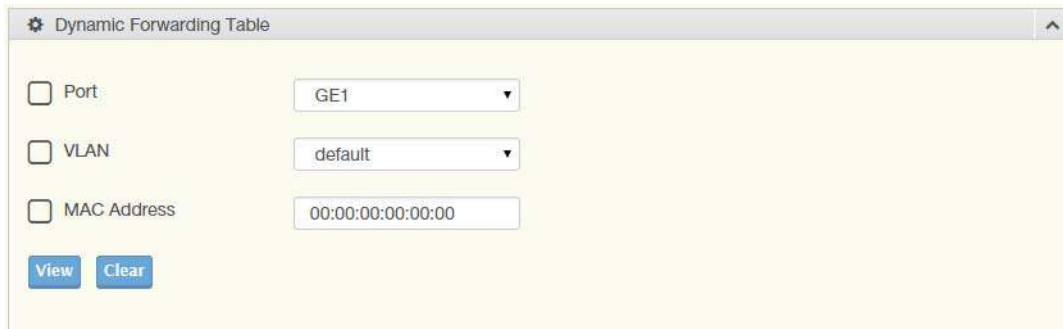 Dynamic Forwarding Table
Port GE1
VLAN default
MAC Address 00:00:00:00:00:00
View Clear